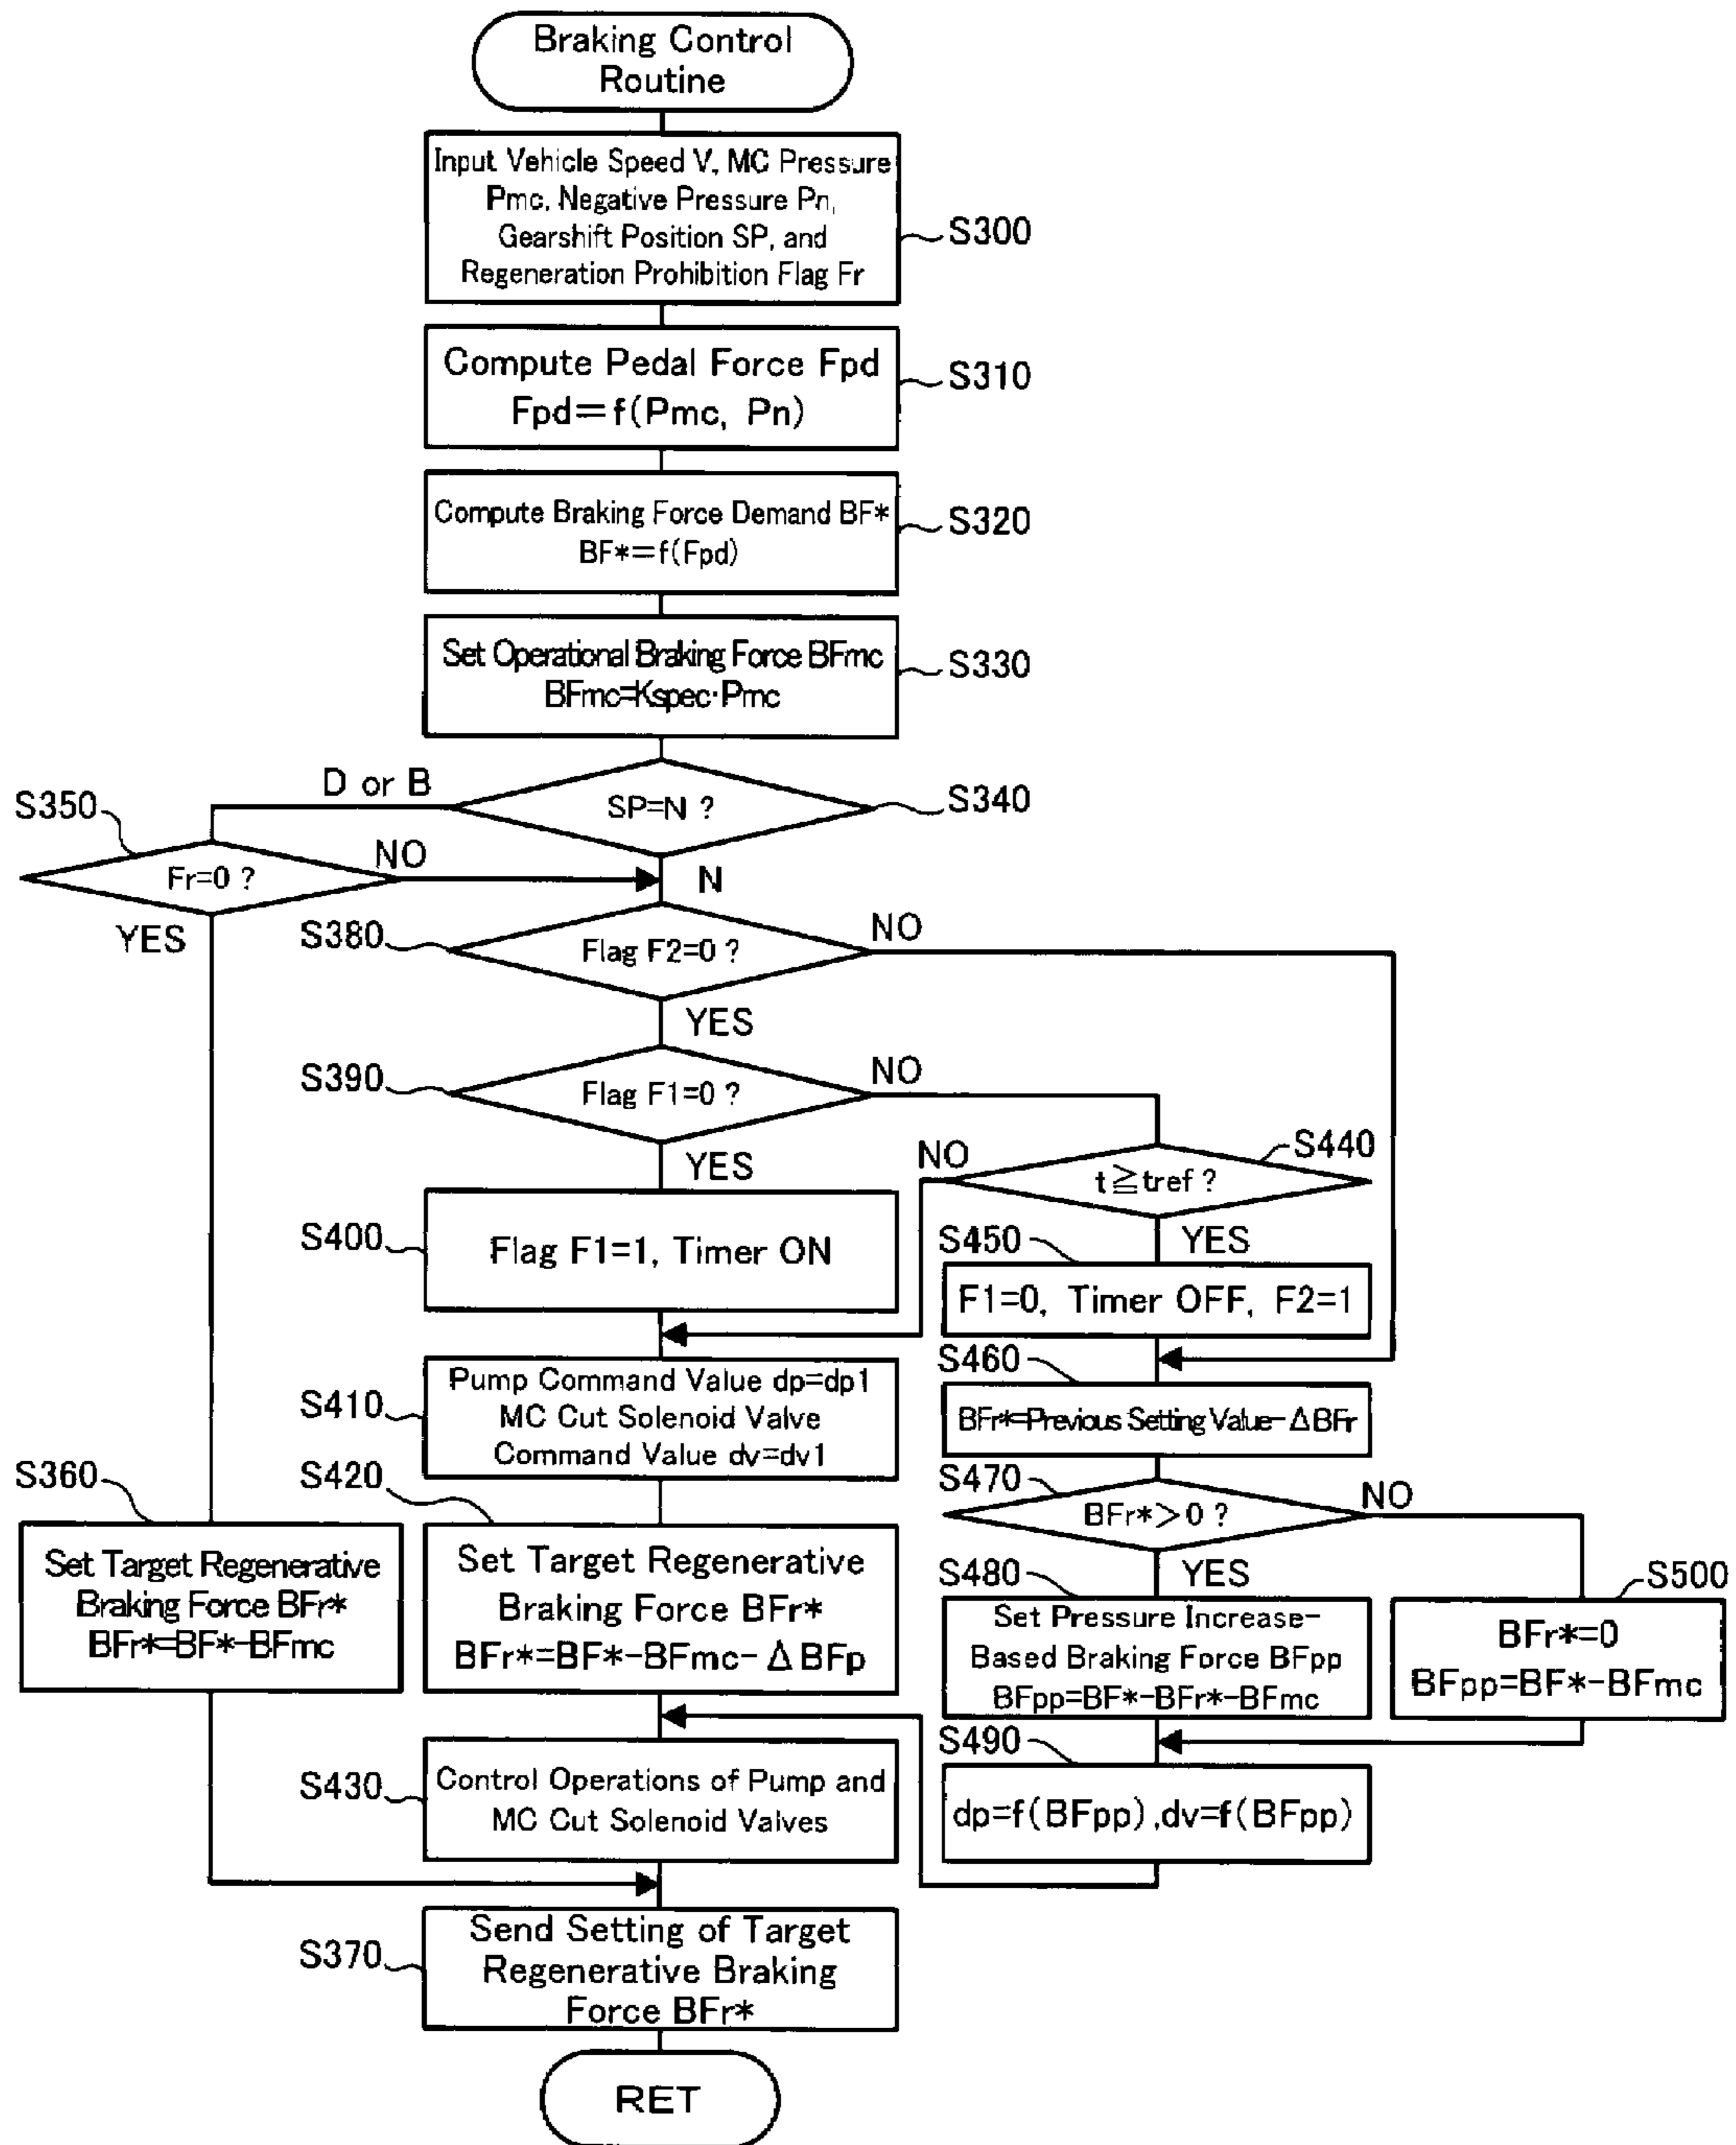 Braking Control
Routine
Input Vehicle Speed V, MC Pressure
Pmc, Negative Pressure Pn,
Gearshift Position SP, and
Regeneration Prohibition Flag Fr
S300
Compute Pedal Force Fpd
Fpd=f(Pmc, Pn)
S310
Compute Braking Force Demand BF*
BF*=f(Fpd)
S320
Set Operational Braking Force BFmc
BFmc=Kspec·Pmc
S330
D or B
SP=N ?
S340
S350
Fr=0 ?
NO
N
YES
S380
Flag F2=0 ?
NO
YES
S390
Flag F1=0 ?
NO
YES
S440
NO
t≧tref ?
YES
S400
Flag F1=1, Timer ON
S450
F1=0, Timer OFF, F2=1
S410
Pump Command Value dp=dp1
MC Cut Solenoid Valve
Command Value dv=dv1
S460
BFr*=Previous Setting Value-ΔBFr
S470
BFr*>0 ?
NO
YES
S360
Set Target Regenerative
Braking Force BFr*
BFr*=BF*-BFmc
S420
Set Target Regenerative
Braking Force BFr*
BFr*=BF*-BFmc-ΔBFp
S480
Set Pressure Increase-
Based Braking Force BFpp
BFpp=BF*-BFr*-BFmc
S500
BFr*=0
BFpp=BF*-BFmc
S430
Control Operations of Pump and
MC Cut Solenoid Valves
S490
dp=f(BFpp),dv=f(BFpp)
S370
Send Setting of Target
Regenerative Braking
Force BFr*
RET